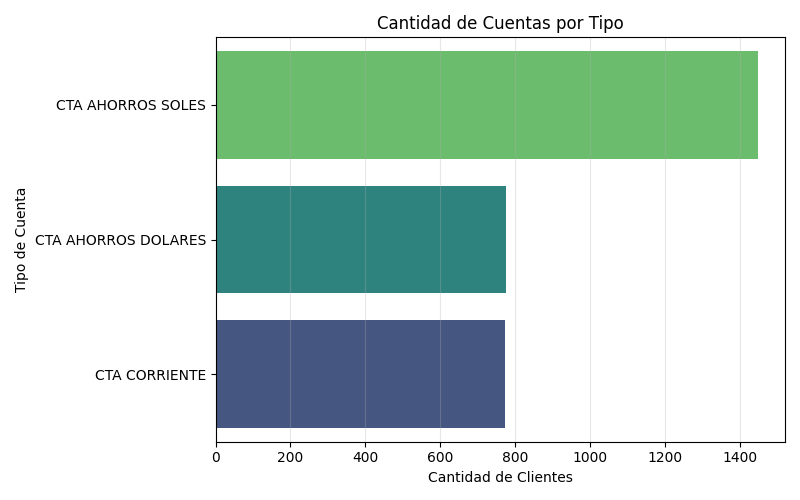 Cantidad de Cuentas por Tipo
Tipo de Cuenta
CTA AHORROS SOLES
CTA AHORROS DOLARES
CTA CORRIENTE
0 200 400 600 800 1000 1200 1400
Cantidad de Clientes